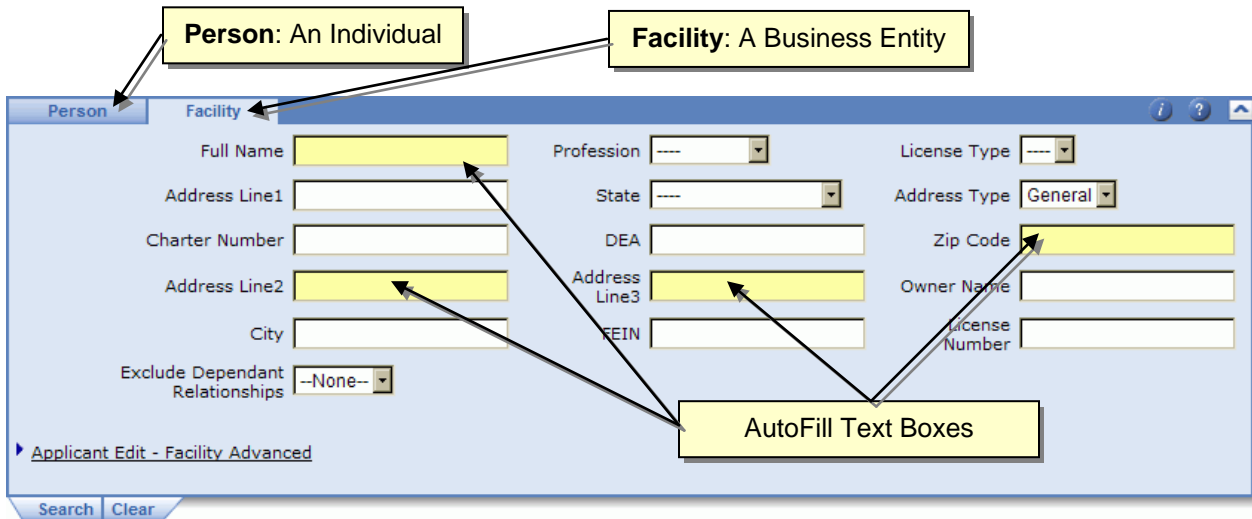 Person: An Individual
Facility: A Business Entity
Person Facility i ?
Full Name Profession ---- License Type ----
Address Line1 State ---- Address Type General
Charter Number DEA Zip Code
Address Line2 Address Line3 Owner Name
City FEIN License Number
Exclude Dependant Relationships --None--
AutoFill Text Boxes
Applicant Edit - Facility Advanced
Search Clear